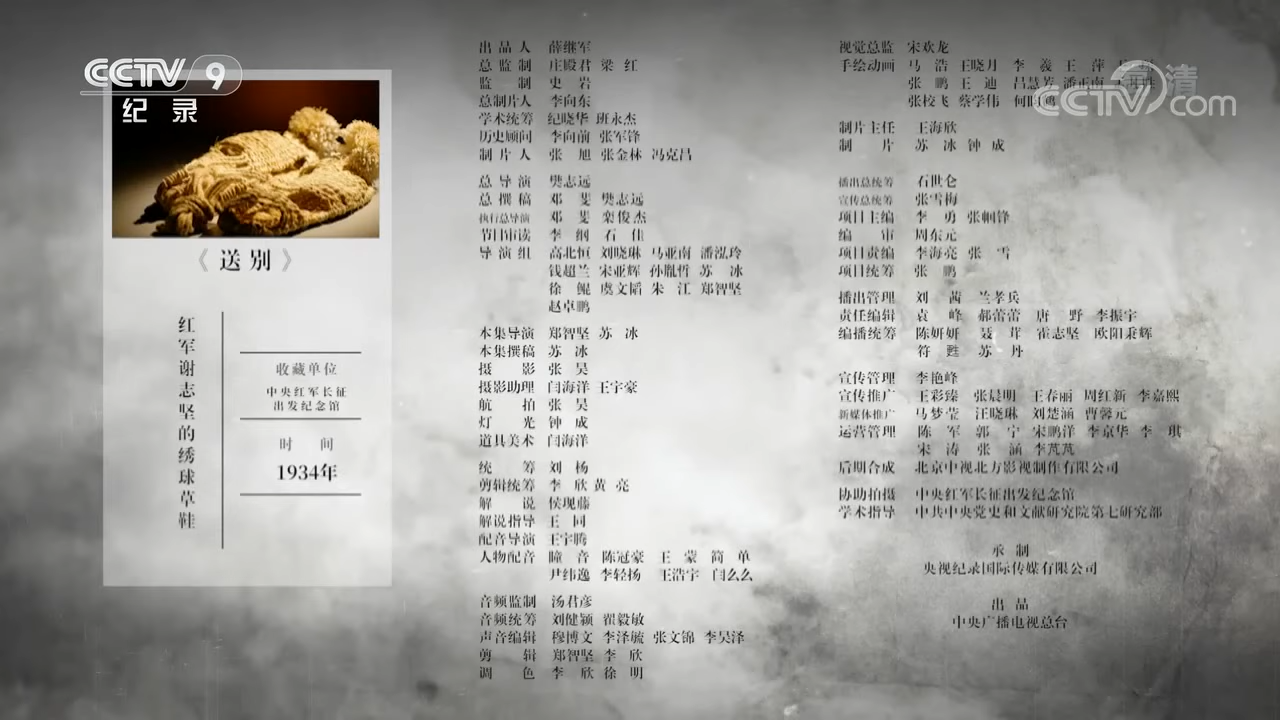 CCTV 9
纪录
《送别》
红军谢志坚的绣球草鞋
收藏单位
中央红军长征
出发纪念馆
时 间
1934年
出品人 薛继军
总监制 庄殿君 梁红
监制 史岩
总制片人 李向东
学术统筹 纪晓华 班永杰
历史顾问 李向前 张军锋
制片人 张旭 张金林 冯克昌
总导演 樊志远
总撰稿 邓斐 樊志远
执行总导演 邓斐 栾俊杰
节目审读 李纲 石佳
导演组 高北恒 刘晓琳 马亚南 潘泓玲
钱超兰 宋亚辉 孙胤哲 苏冰
徐鲲 虞文韬 朱江 郑智坚
赵卓鹏
本集导演 郑智坚 苏冰
本集撰稿 苏冰
摄影 张昊
摄影助理 闫海洋 王宇豪
航拍 张昊
灯光 钟成
道具美术 闫海洋
统筹 刘杨
剪辑统筹 李欣 黄亮
解说 侯现藤
解说指导 王同
配音导演 王宇腾
人物配音 瞳音 陈冠豪 王蒙 简单
尹纬逸 李轻扬 王浩宇 闫么么
音频监制 汤君彦
音频统筹 刘健颖 翟毅敏
声音编辑 穆博文 李泽毓 张文锦 李昊泽
剪辑 郑智坚 李欣
调色 李欣 徐明
视觉总监 宋欢龙
手绘动画 马浩 王晓月 李羲 王萍
张鹏 王迪 吕慧芳 潘正南
张校飞 蔡学伟
高清
CCTV.com
制片主任 王海欣
制片 苏冰 钟成
播出总统筹 石世仑
宣传总统筹 张雪梅
项目主编 李勇 张帼锋
编审 周东元
项目责编 李海亮 张雪
项目统筹 张鹏
播出管理 刘茜 兰孝兵
责任编辑 袁峰 郝蕾蕾 唐野 李振宇
编播统筹 陈妍妍 聂茸 霍志坚 欧阳秉辉
符甦 苏丹
宣传管理 李艳峰
宣传推广 王彩臻 张晨明 王春丽 周红新 李嘉熙
新媒体推广 马梦莹 汪晓琳 刘楚涵 曹馨元
运营管理 陈军 郭宁 宋鹏洋 李京华 李琪
宋涛 张涵 李芃芃
后期合成 北京中视北方影视制作有限公司
协助拍摄 中央红军长征出发纪念馆
学术指导 中共中央党史和文献研究院第七研究部
承制
央视纪录国际传媒有限公司
出品
中央广播电视总台